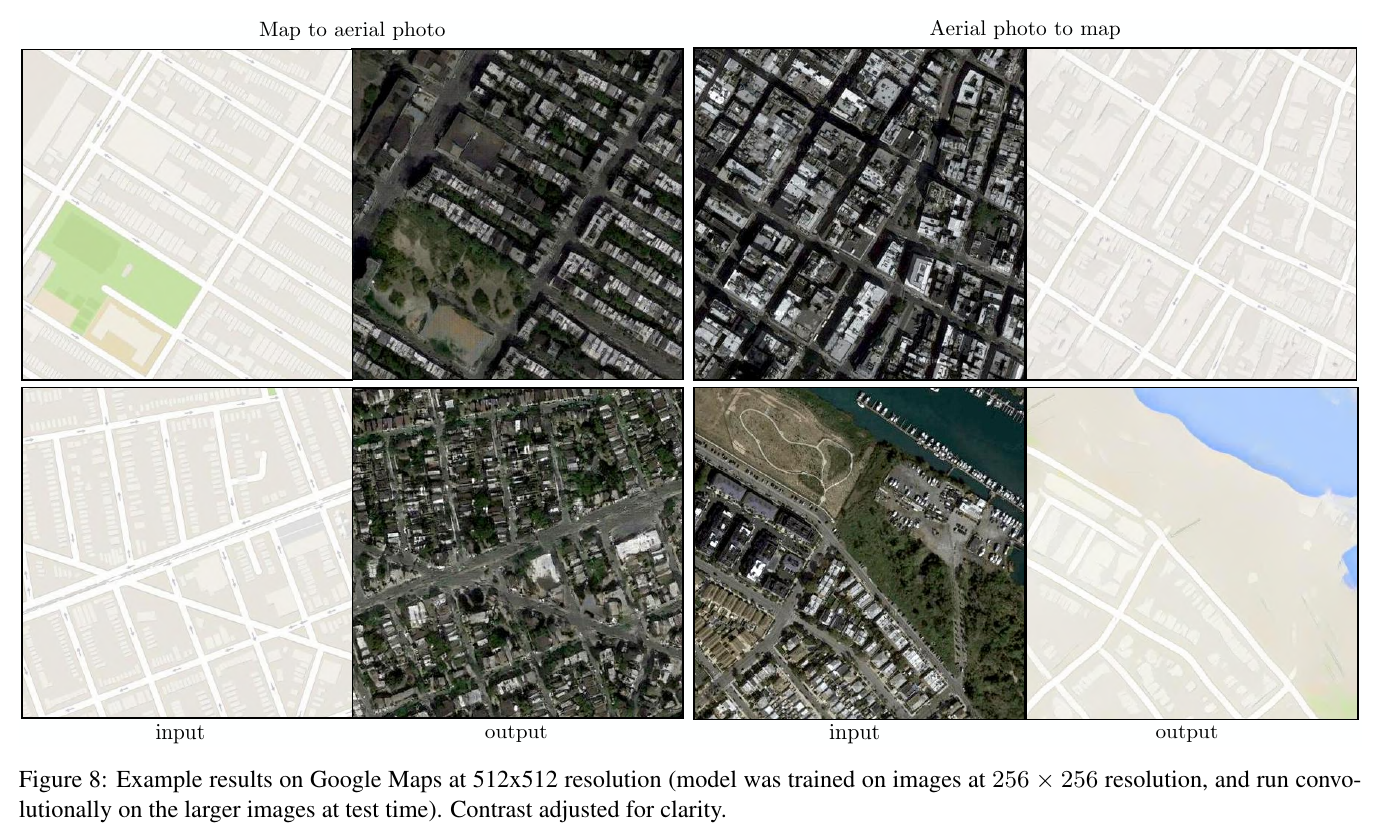 Map to aerial photo
Aerial photo to map
input
output
input
output
Figure 8: Example results on Google Maps at 512x512 resolution (model was trained on images at 256 × 256 resolution, and run convo-
lutionally on the larger images at test time). Contrast adjusted for clarity.